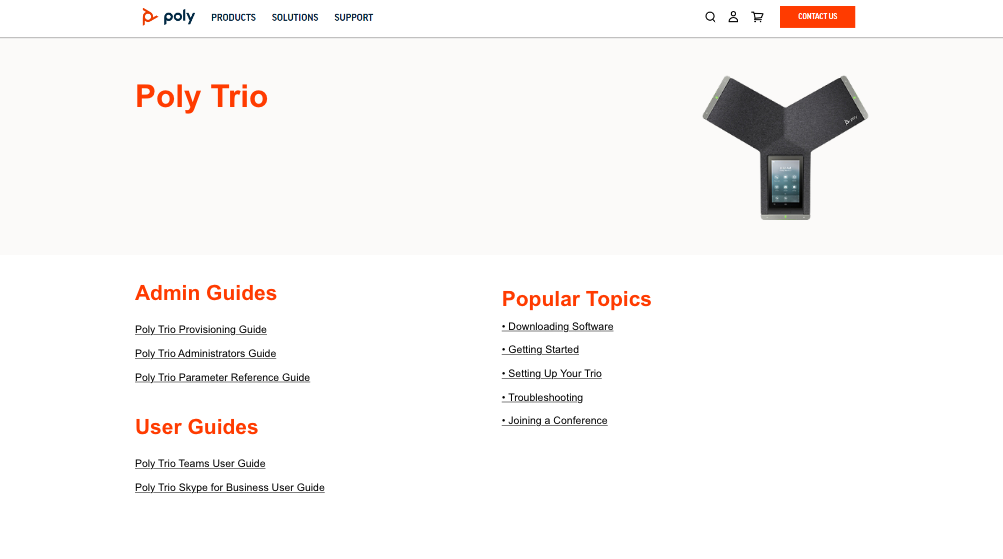 poly PRODUCTS SOLUTIONS SUPPORT CONTACT US
Poly Trio
poly
Admin Guides
Poly Trio Provisioning Guide
Poly Trio Administrators Guide
Poly Trio Parameter Reference Guide
User Guides
Poly Trio Teams User Guide
Poly Trio Skype for Business User Guide
Popular Topics
• Downloading Software
• Getting Started
• Setting Up Your Trio
• Troubleshooting
• Joining a Conference